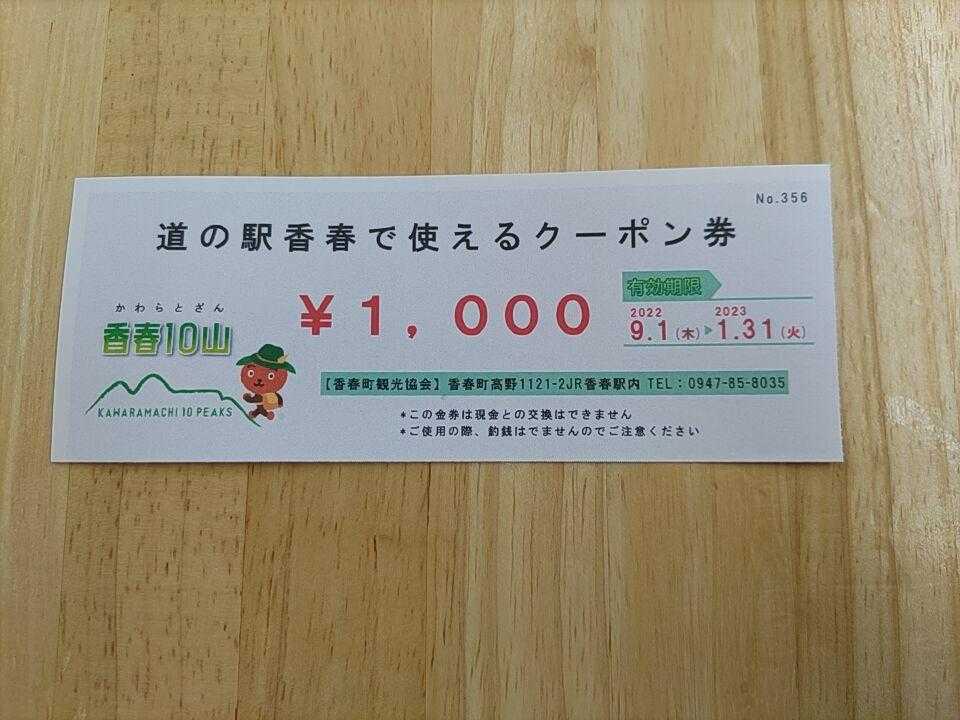 No.356
道の駅香春で使えるクーポン券
かわらとざん
香春10山
¥1,000
有効期限
2022 2023
9.1(木)▶1.31(火)
KAWARAMACHI 10 PEAKS
【香春町観光協会】香春町高野1121-2JR香春駅内 TEL:0947-85-8035
*この金券は現金との交換はできません
*ご使用の際、釣銭はでませんのでご注意ください